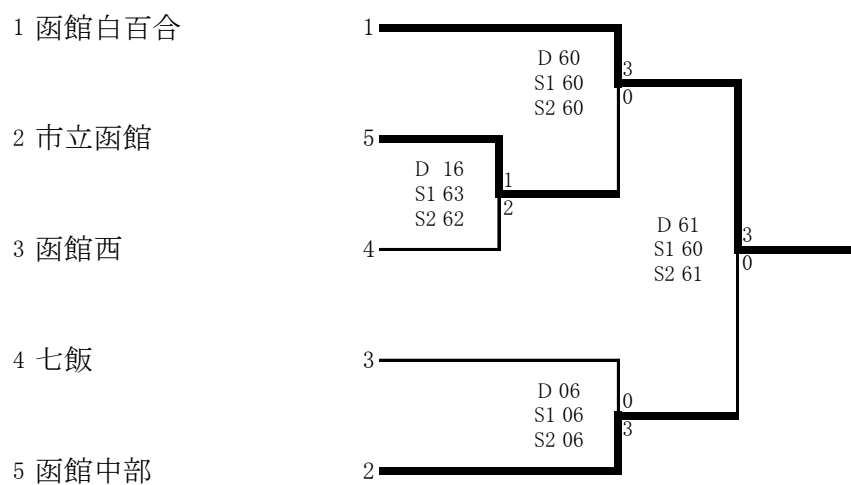 1 函館白百合 1
D 60
S1 60
S2 60
3
0
2 市立函館 5
D 16
S1 63
S2 62
1
2
D 61
S1 60
S2 61
3
0
3 函館西 4
4 七飯 3
D 06
S1 06
S2 06
0
3
5 函館中部 2